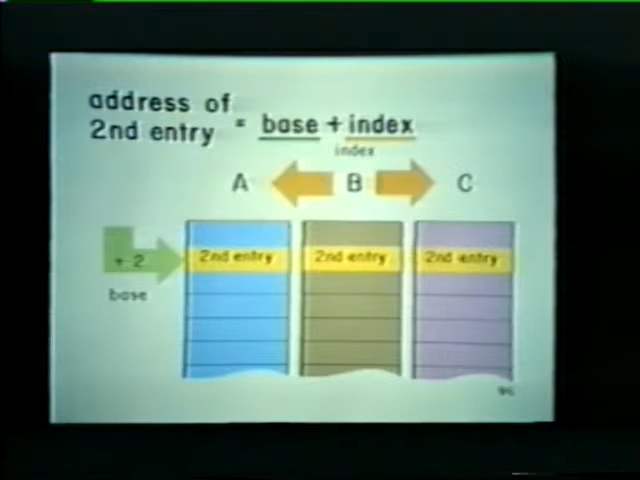 address of
2nd entry = base + index
index
A B C
+ 2 2nd entry 2nd entry 2nd entry
base